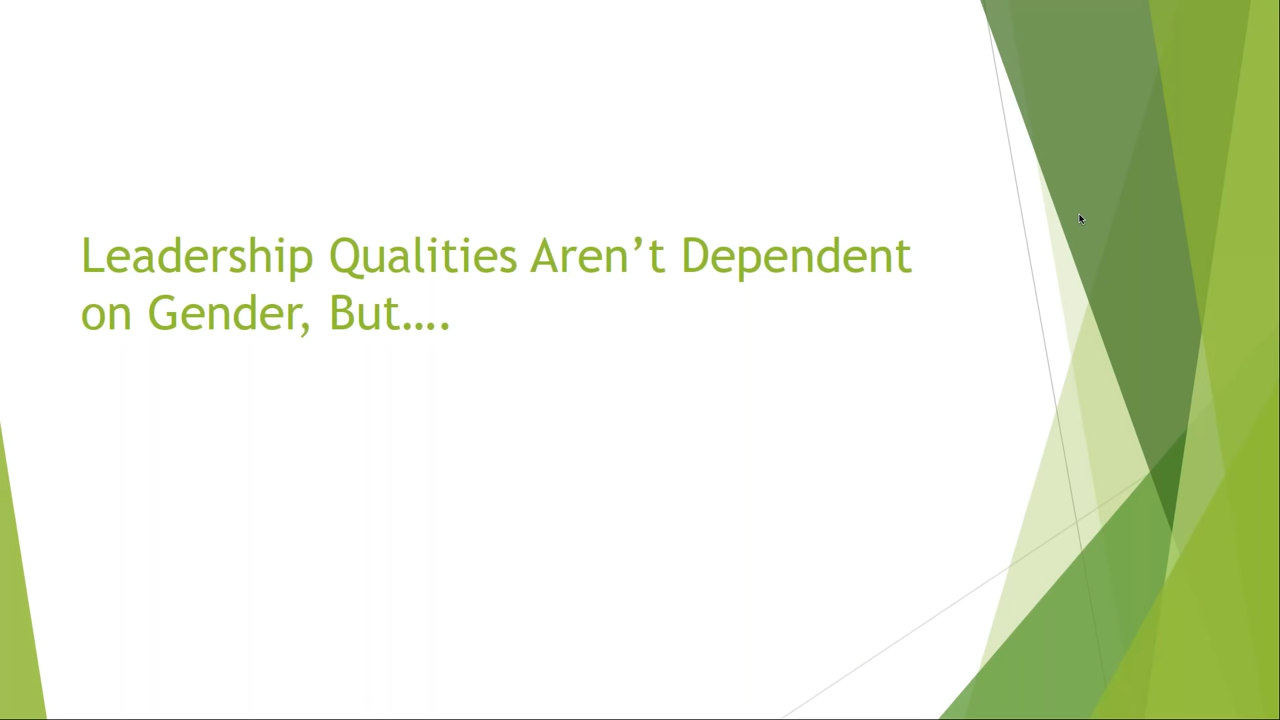 Leadership Qualities Aren’t Dependent
on Gender, But....